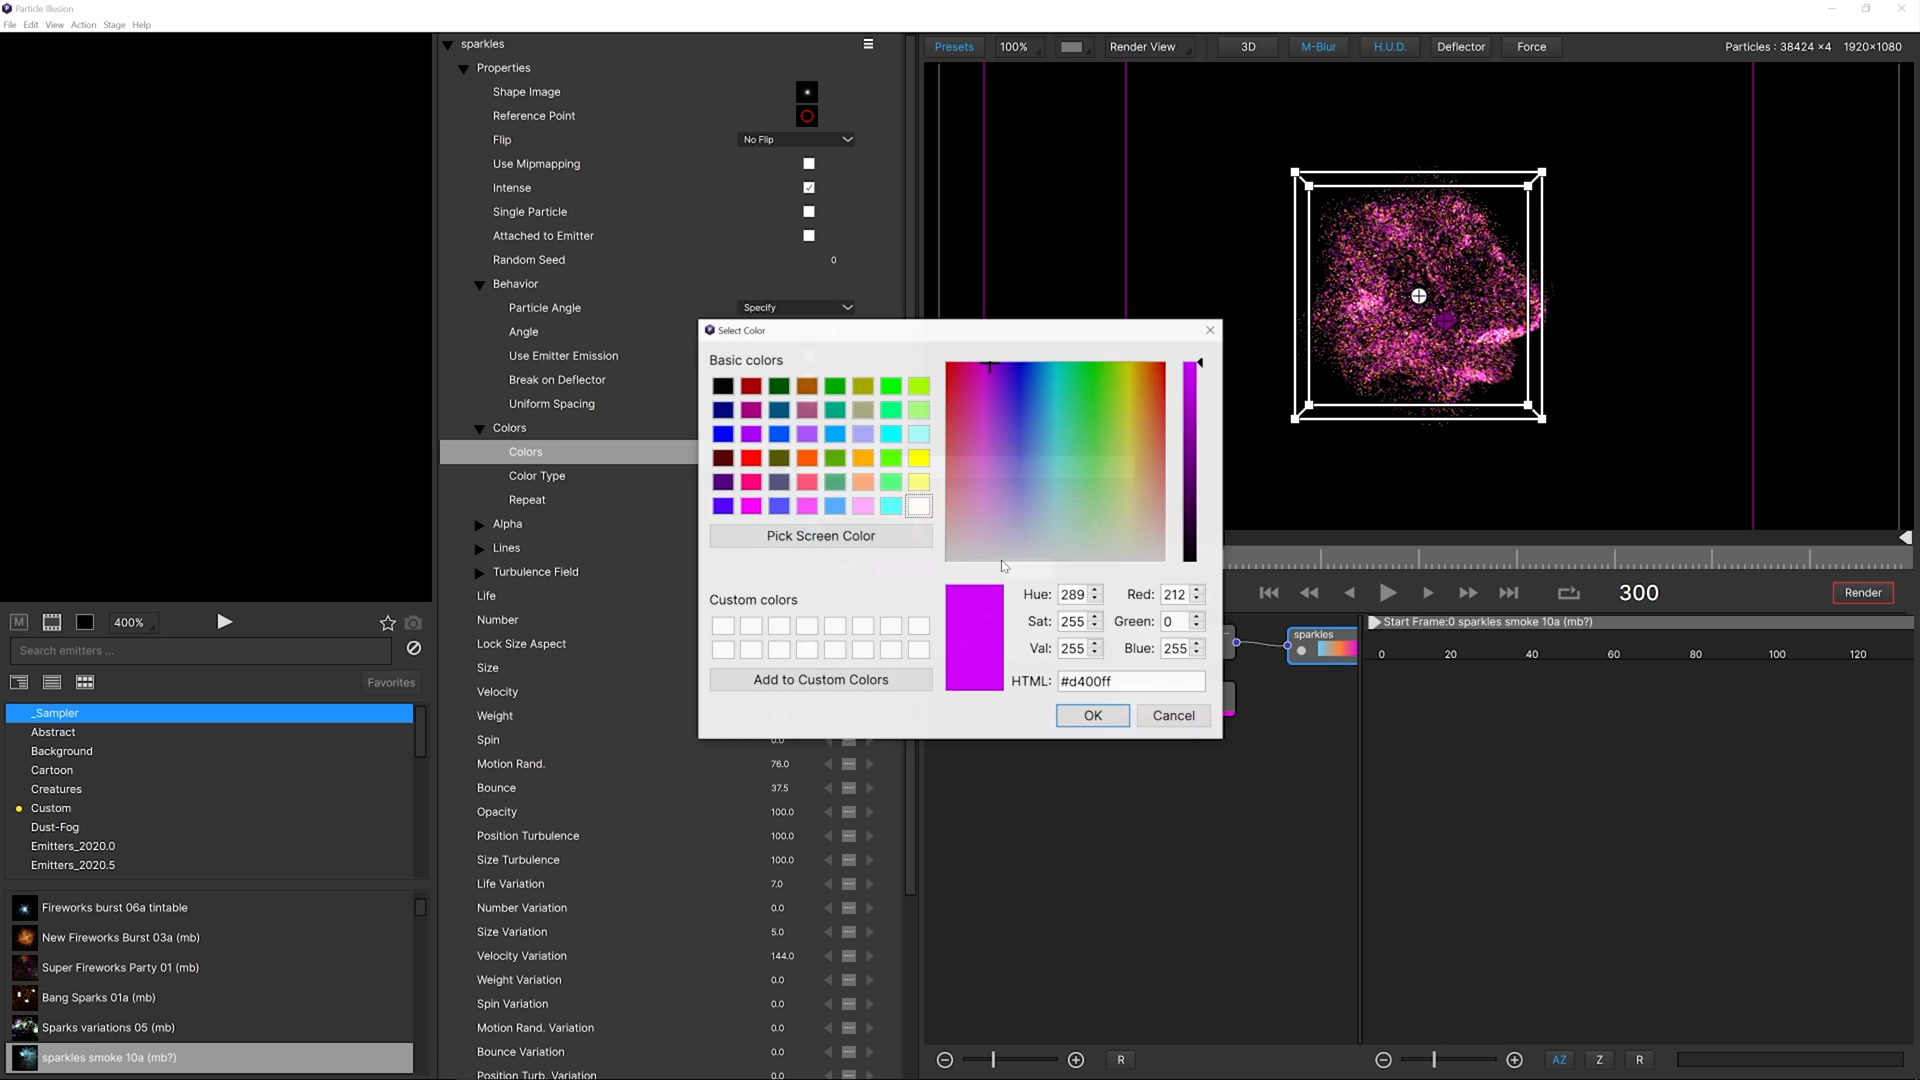 Particle Illusion
File Edit View Action Stage Help
sparkles
Properties
Shape Image
Reference Point
Flip No Flip
Use Mipmapping
Intense
Single Particle
Attached to Emitter
Random Seed 0
Behavior
Particle Angle Specify
Angle
Use Emitter Emission
Break on Deflector
Uniform Spacing
Colors
Colors
Color Type
Repeat
Alpha
Lines
Turbulence Field
Life
Number
Lock Size Aspect
Size
Velocity
Weight
Spin 0.0
Motion Rand. 76.0
Bounce 37.5
Opacity 100.0
Position Turbulence 100.0
Size Turbulence 100.0
Life Variation 7.0
Number Variation 0.0
Size Variation 5.0
Velocity Variation 144.0
Weight Variation 0.0
Spin Variation 0.0
Motion Rand. Variation 0.0
Bounce Variation 0.0
Position Turb. Variation 0.0
Presets 100% Render View 3D M-Blur H.U.D. Deflector Force Particles : 38424 ×4 1920×1080
Select Color
Basic colors
Pick Screen Color
Custom colors
Add to Custom Colors
Hue: 289 Red: 212
Sat: 255 Green: 0
Val: 255 Blue: 255
HTML: #d400ff
OK Cancel
300
Render
sparkles
Start Frame:0 sparkles smoke 10a (mb?)
0 20 40 60 80 100 120
M 400%
Search emitters ...
Favorites
_Sampler
Abstract
Background
Cartoon
Creatures
Custom
Dust-Fog
Emitters_2020.0
Emitters_2020.5
Fireworks burst 06a tintable
New Fireworks Burst 03a (mb)
Super Fireworks Party 01 (mb)
Bang Sparks 01a (mb)
Sparks variations 05 (mb)
sparkles smoke 10a (mb?)
R
AZ Z R